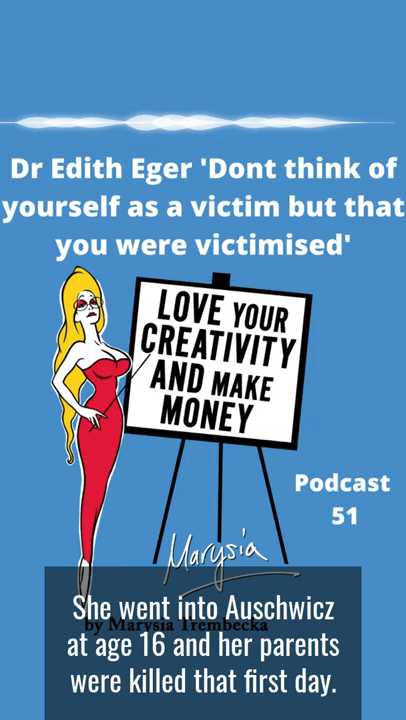 Dr Edith Eger 'Dont think of
yourself as a victim but that
you were victimised'
LOVE YOUR
CREATIVITY
AND MAKE
MONEY
Podcast
51
Marysia
by Marysia Trembecka
She went into Auschwicz
at age 16 and her parents
were killed that first day.